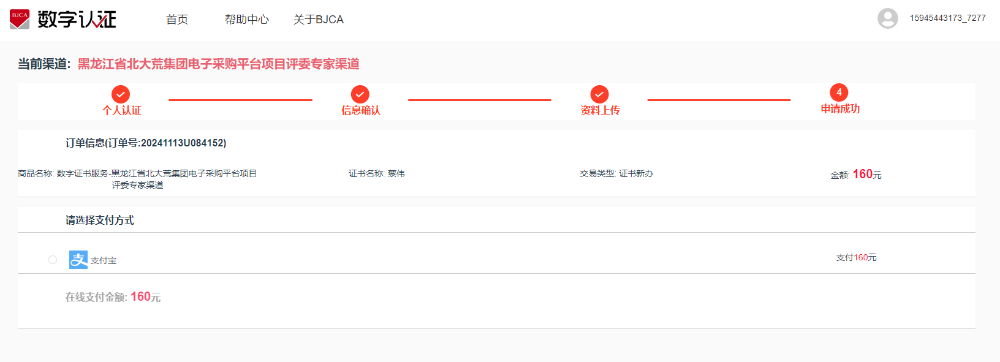 BJCA 数字认证 首页 帮助中心 关于BJCA 15945443173_7277
当前渠道: 黑龙江省北大荒集团电子采购平台项目评委专家渠道
4
个人认证 信息确认 资料上传 申请成功
订单信息(订单号:20241113U084152)
商品名称: 数字证书服务-黑龙江省北大荒集团电子采购平台项目
评委专家渠道
证书名称: 蔡伟
交易类型: 证书新办
金额: 160元
请选择支付方式
支 支付宝 支付160元
在线支付金额: 160元